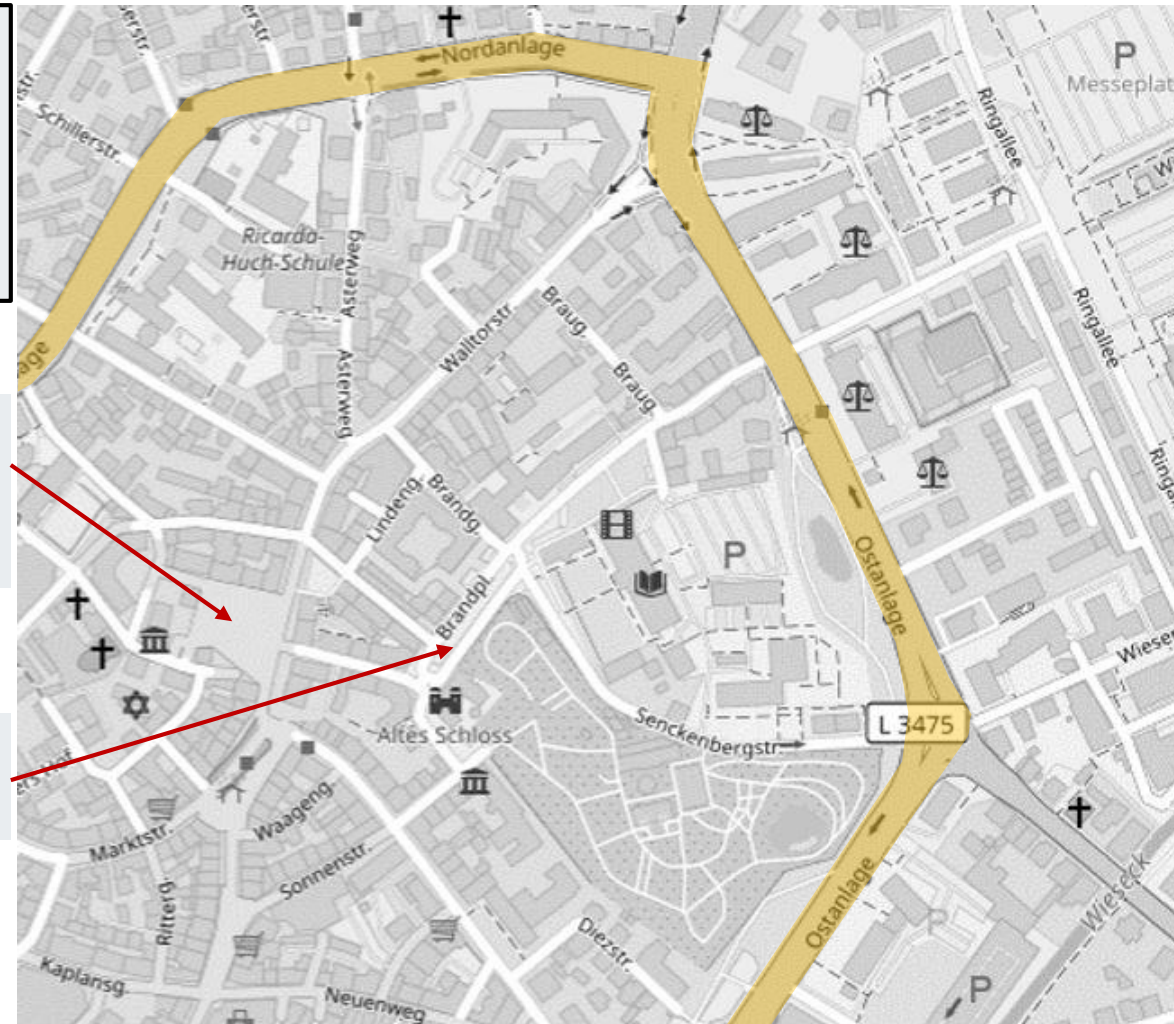 Nordanlage
P
Messeplat
Ringallee
Schillerstr.
Ricarda-
Huch-Schule
Asterweg
Asterweg
Walltorstr.
Braug.
Braug.
Ringallee
Lindeng.
Brandg.
Brandpl.
P
Ostanlage
Altes Schloss
Senckenbergstr.
L 3475
Marktstr.
Waageng.
Sonnenstr.
Ritterg.
Diezstr.
Ostanlage
Wieseck
P
P
Kaplansg.
Neuenweg